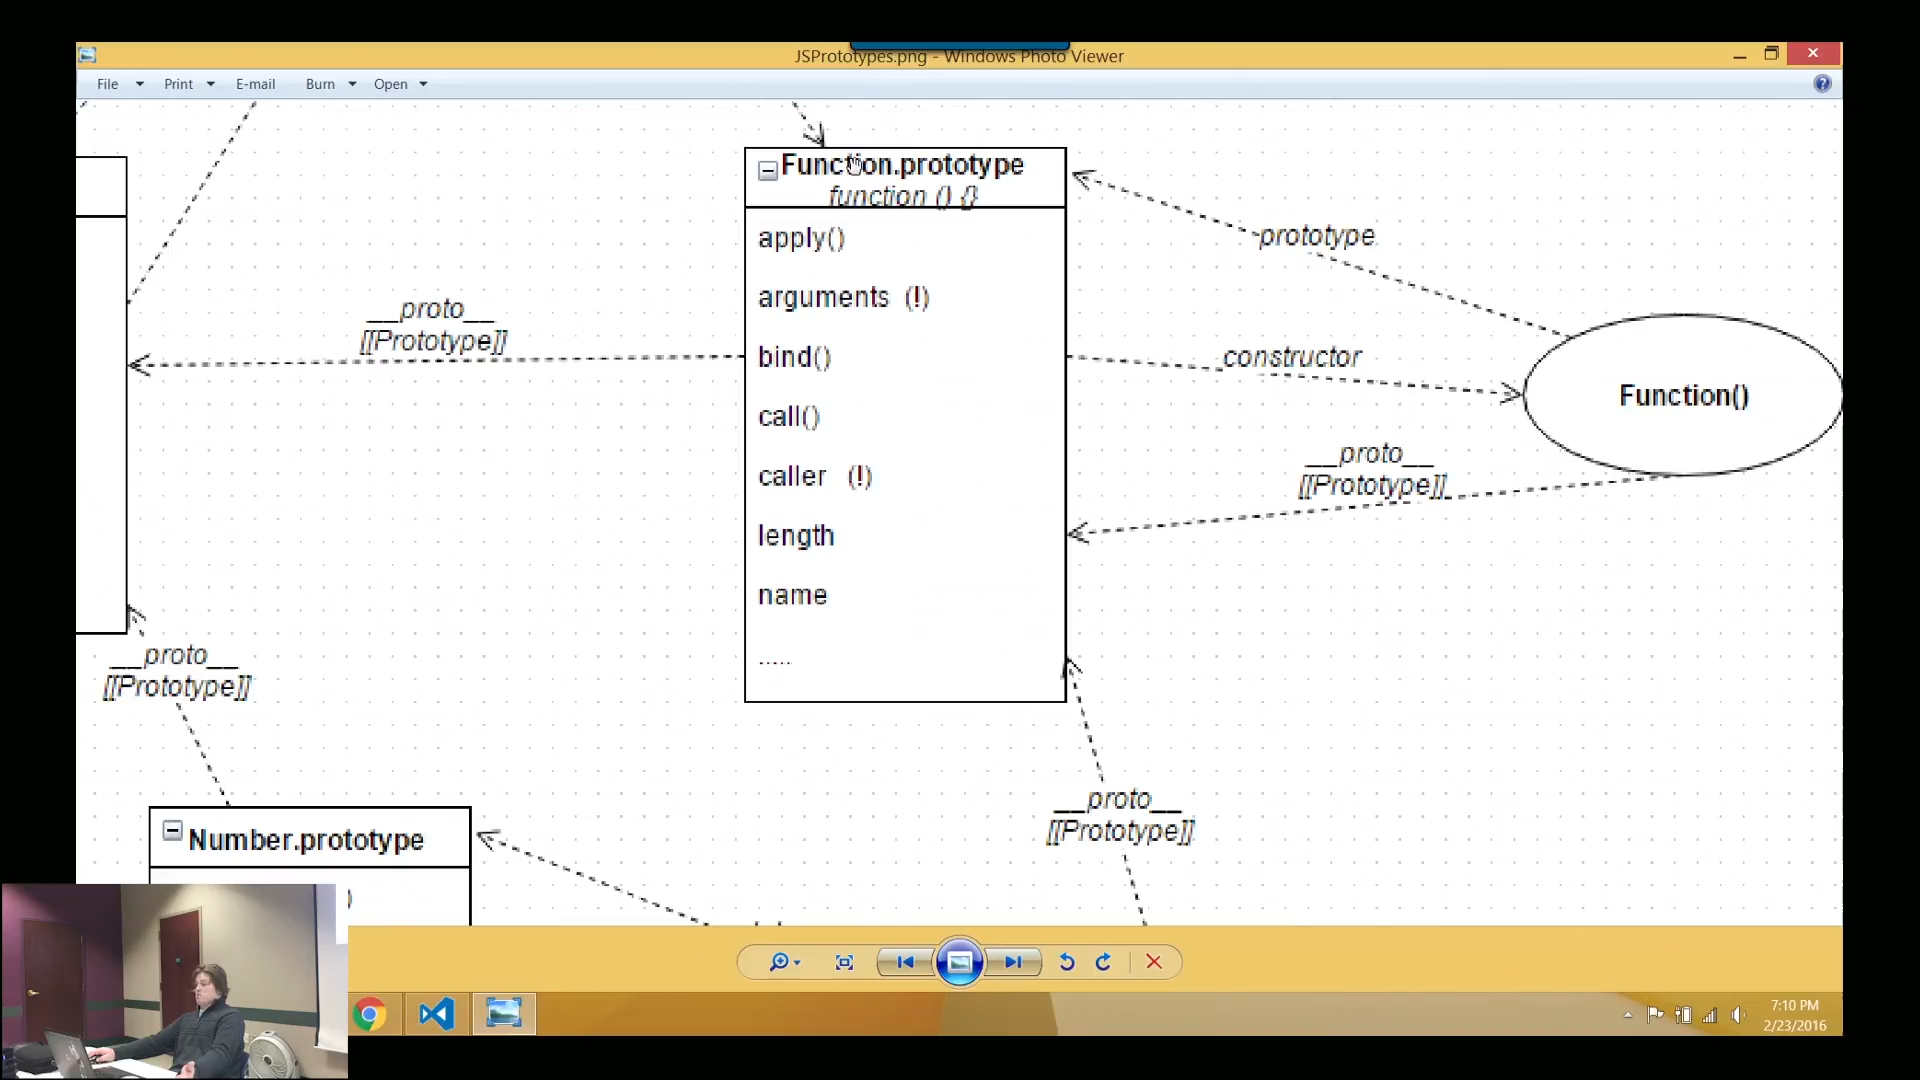 JSPrototypes.png - Windows Photo Viewer
File Print E-mail Burn Open
Function.prototype
function () {}
apply()
arguments (!)
bind()
call()
caller (!)
length
name
.....
prototype
constructor
Function()
__proto__
[[Prototype]]
__proto__
[[Prototype]]
__proto__
[[Prototype]]
__proto__
[[Prototype]]
Number.prototype
)
7:10 PM
2/23/2016